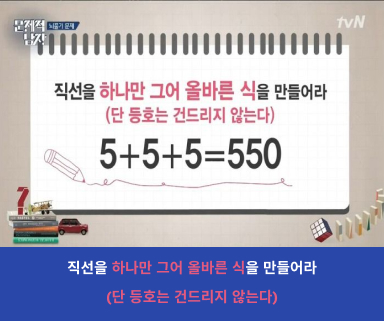 문제적
남자
뇌풀기 문제
tvN
직선을 하나만 그어 올바른 식을 만들어라
(단 등호는 건드리지 않는다)
5+5+5=550
직선을 하나만 그어 올바른 식을 만들어라
(단 등호는 건드리지 않는다)